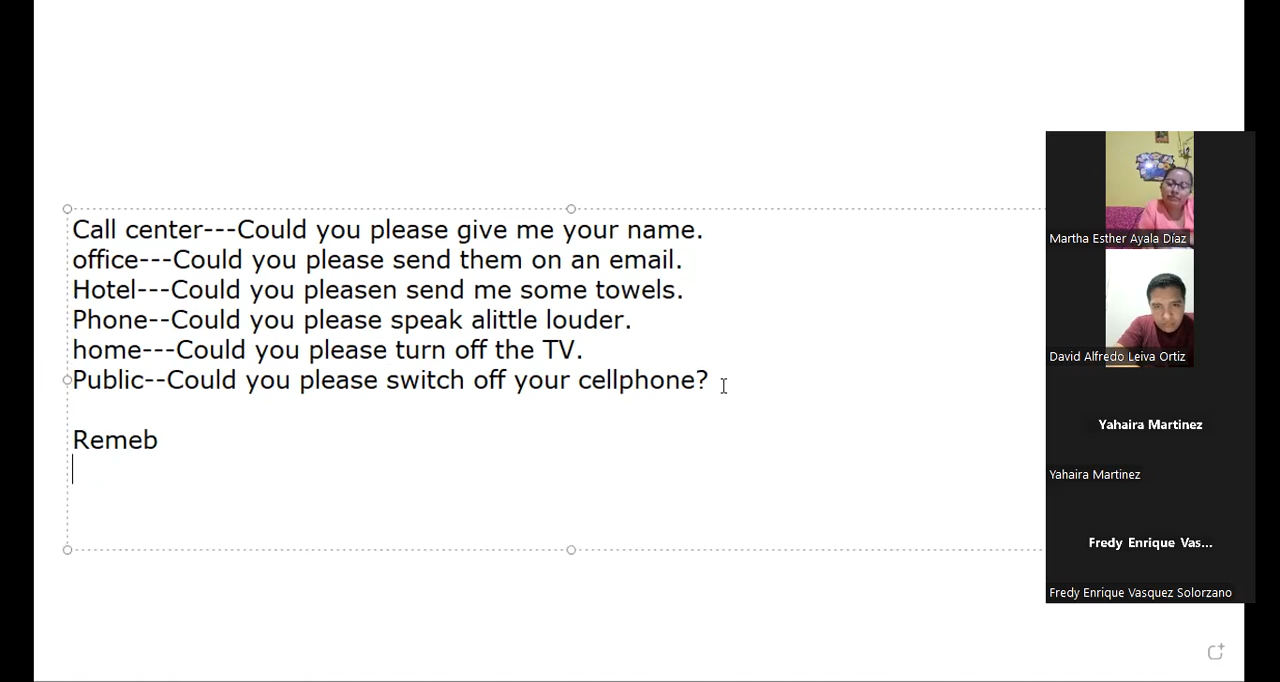 Call center---Could you please give me your name.
office---Could you please send them on an email.
Hotel---Could you pleasen send me some towels.
Phone--Could you please speak alittle louder.
home---Could you please turn off the TV.
Public--Could you please switch off your cellphone?
Remeb
Martha Esther Ayala Díaz
David Alfredo Leiva Ortiz
Yahaira Martinez
Yahaira Martinez
Fredy Enrique Vas...
Fredy Enrique Vasquez Solorzano